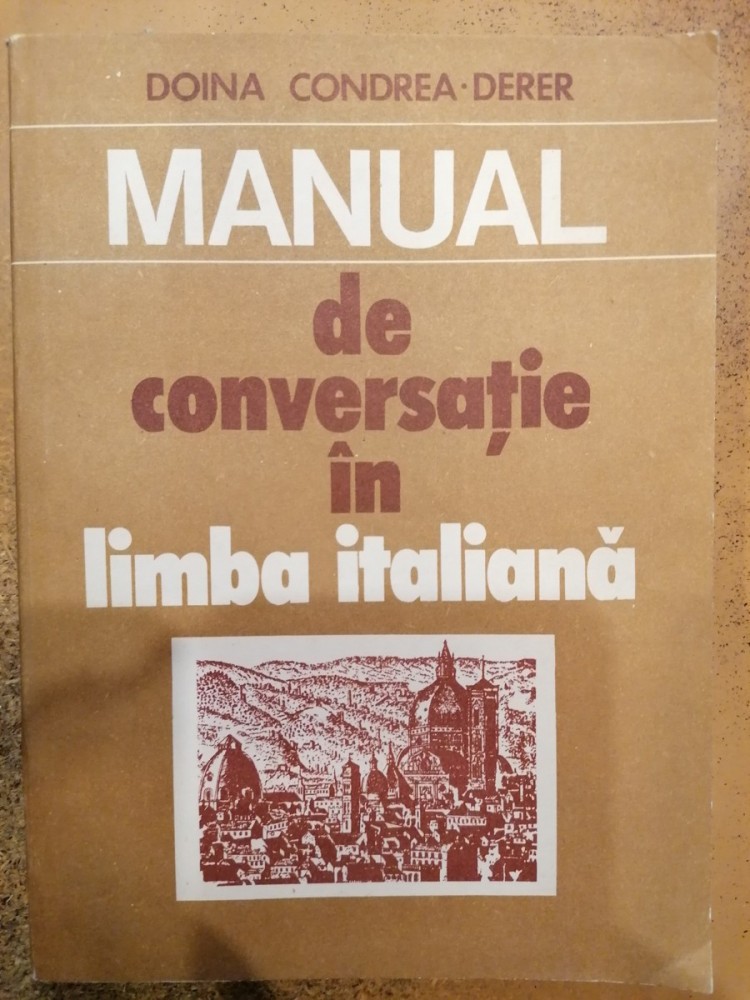 DOINA CONDREA·DERER
MANUAL
de
conversație
în
limba italiană